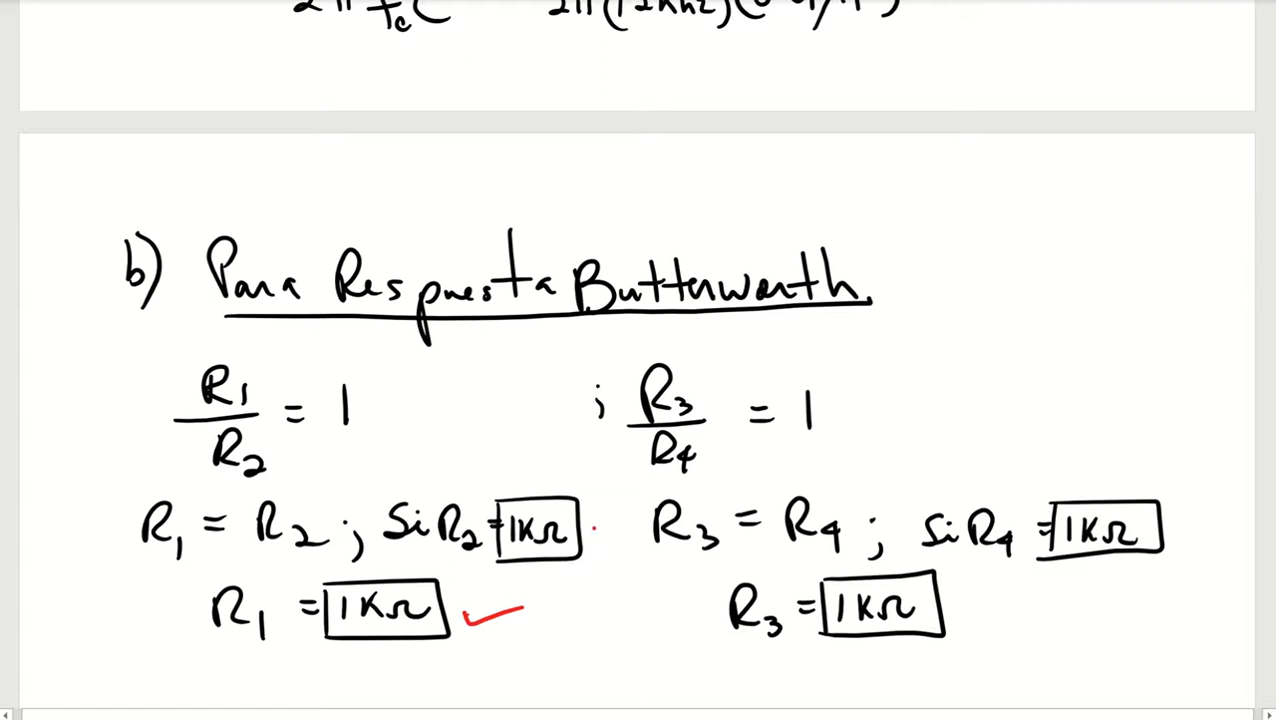 b) Para Respuesta Butterworth.
R1/R2 = 1 ; R3/R4 = 1
R1 = R2 ; Si R2 = 1KΩ R3 = R4 ; Si R4 = 1KΩ
R1 = 1KΩ R3 = 1KΩ